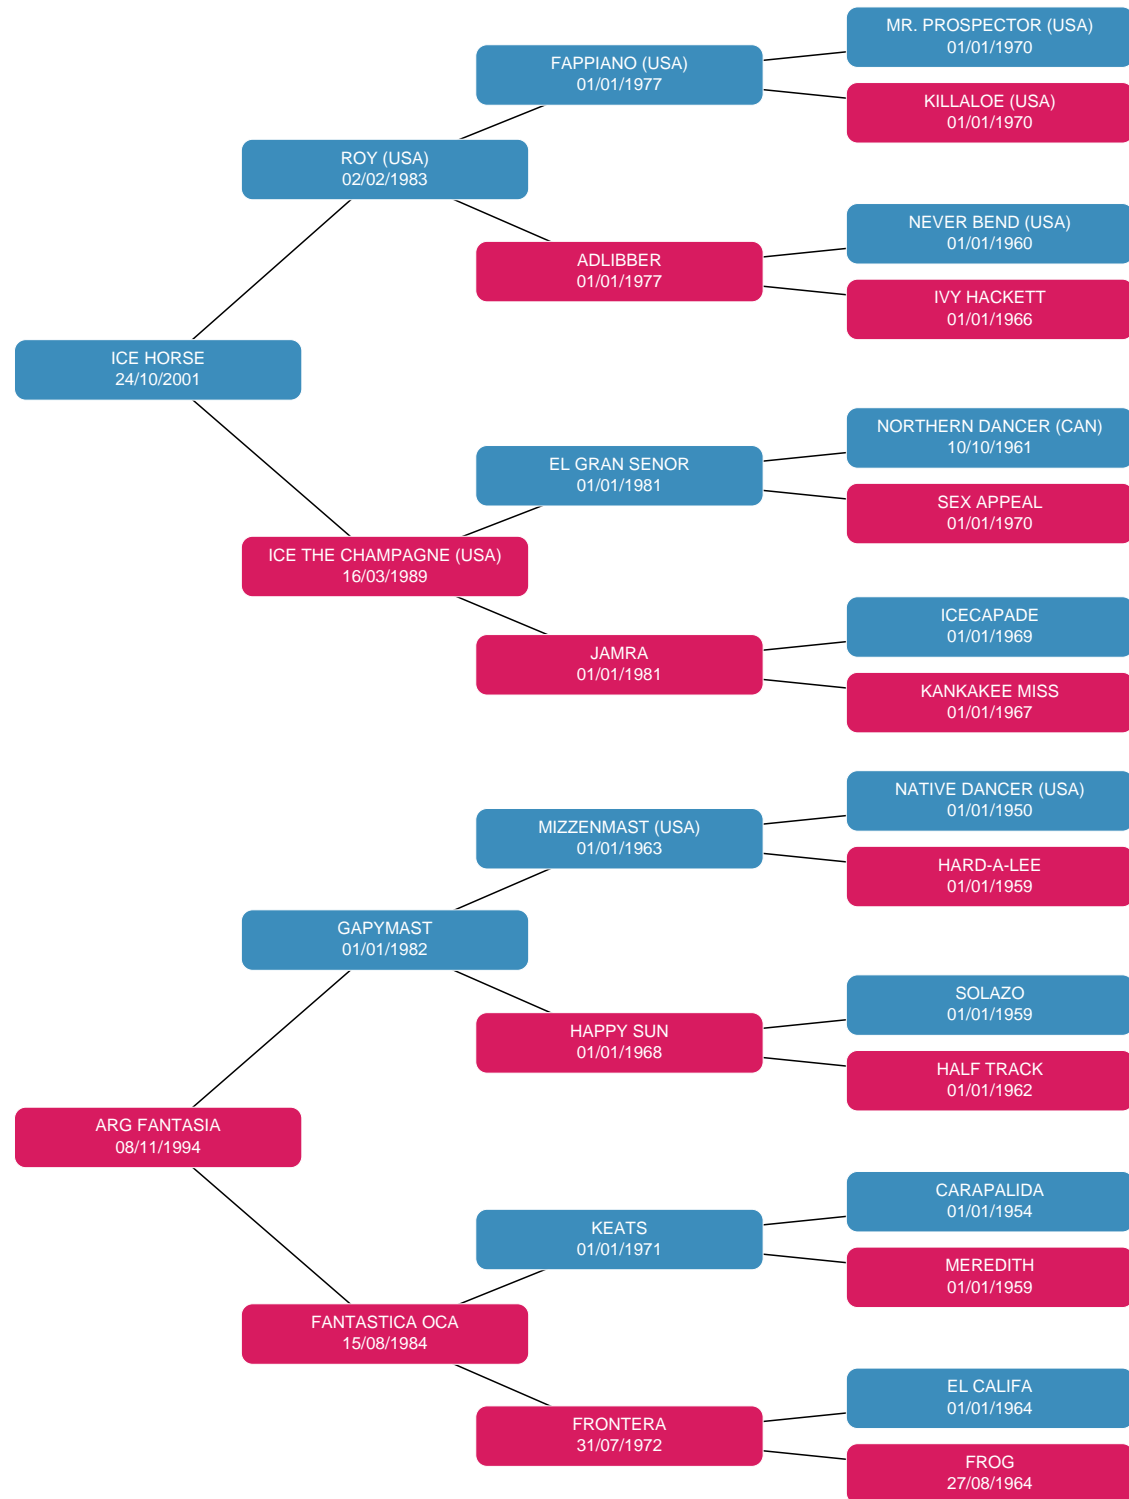 MR. PROSPECTOR (USA)
01/01/1970
FAPPIANO (USA)
01/01/1977
KILLALOE (USA)
01/01/1970
ROY (USA)
02/02/1983
NEVER BEND (USA)
01/01/1960
ADLIBBER
01/01/1977
IVY HACKETT
01/01/1966
ICE HORSE
24/10/2001
NORTHERN DANCER (CAN)
10/10/1961
EL GRAN SENOR
01/01/1981
SEX APPEAL
01/01/1970
ICE THE CHAMPAGNE (USA)
16/03/1989
ICECAPADE
01/01/1969
JAMRA
01/01/1981
KANKAKEE MISS
01/01/1967
NATIVE DANCER (USA)
01/01/1950
MIZZENMAST (USA)
01/01/1963
HARD-A-LEE
01/01/1959
GAPYMAST
01/01/1982
SOLAZO
01/01/1959
HAPPY SUN
01/01/1968
HALF TRACK
01/01/1962
ARG FANTASIA
08/11/1994
CARAPALIDA
01/01/1954
KEATS
01/01/1971
MEREDITH
01/01/1959
FANTASTICA OCA
15/08/1984
EL CALIFA
01/01/1964
FRONTERA
31/07/1972
FROG
27/08/1964